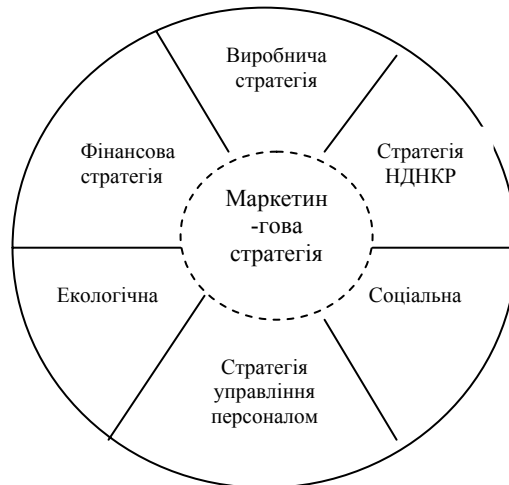 Виробнича
стратегія
Фінансова
стратегія
Стратегія
НДНКР
Маркетин
-гова
стратегія
Екологічна
Соціальна
Стратегія
управління
персоналом